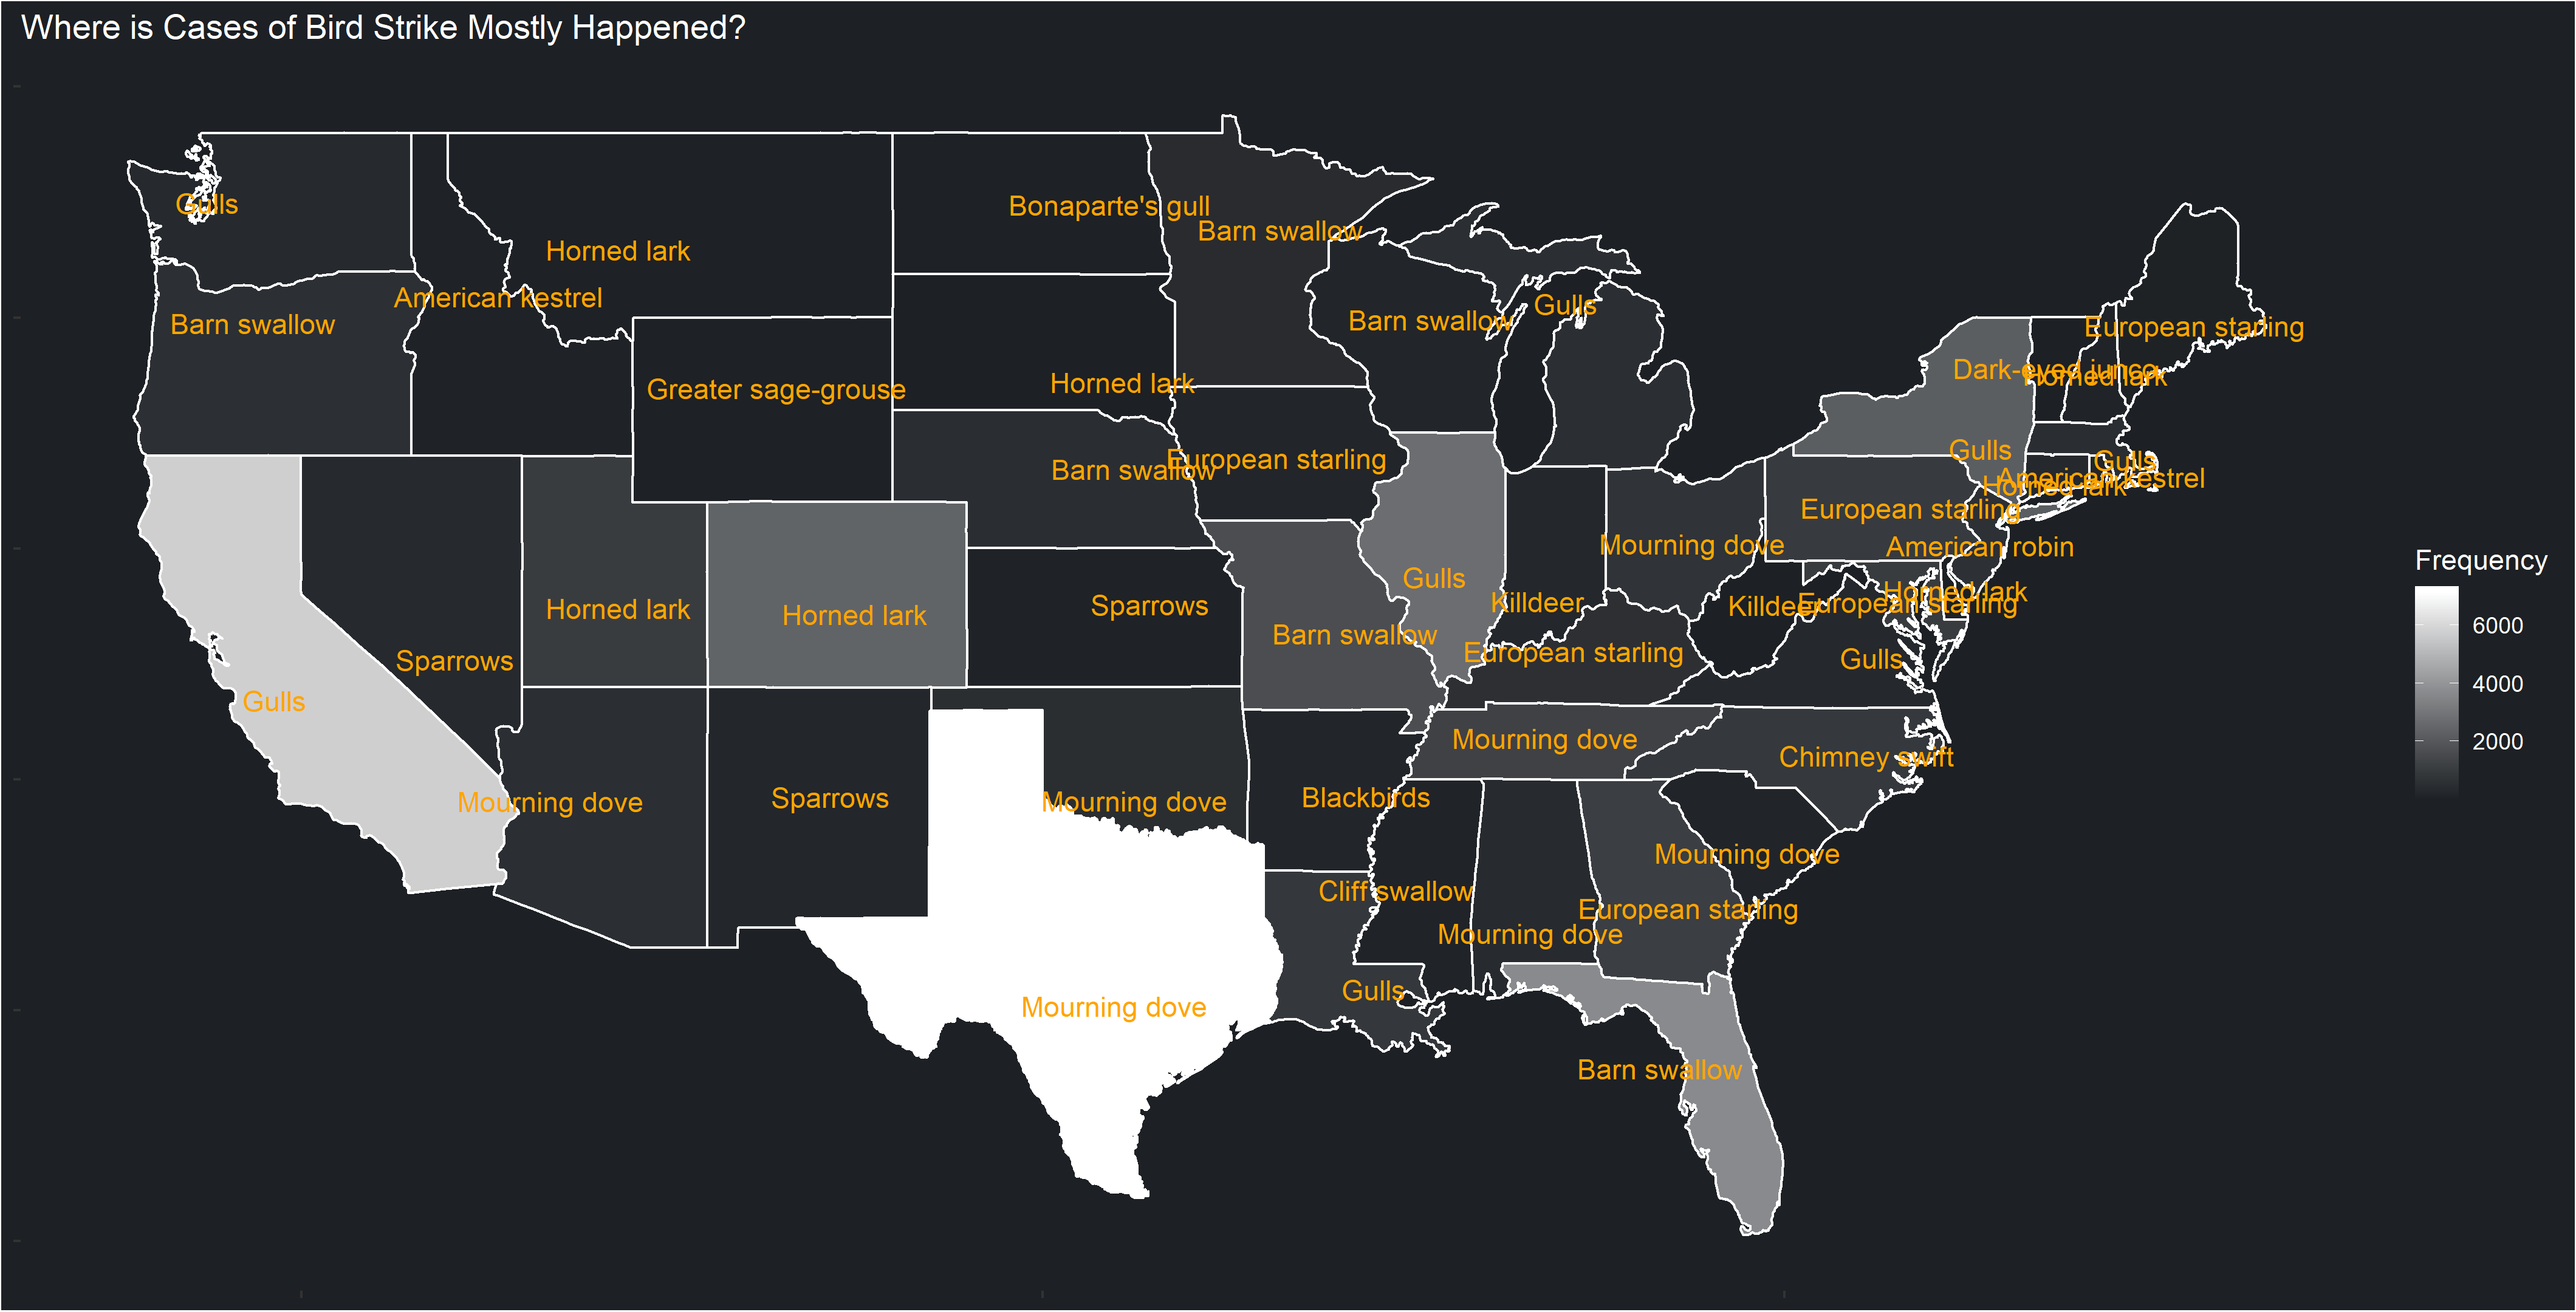 Where is Cases of Bird Strike Mostly Happened?
Gulls
Bonaparte's gull
Barn swallow
Horned lark
American kestrel
Gulls
Barn swallow
Barn swallow
European starling
Dark-eyed junco
Horned lark
Greater sage-grouse
Horned lark
Gulls
European starling
Barn swallow
Gulls
American kestrel
Horned lark
European starling
Mourning dove
American robin
Gulls
Horned lark
Horned lark
Sparrows
Killdeer
Killdeer
European starling
Horned lark
Barn swallow
European starling
Gulls
Sparrows
Gulls
Mourning dove
Chimney swift
Mourning dove
Sparrows
Mourning dove
Blackbirds
Mourning dove
Cliff swallow
European starling
Mourning dove
Gulls
Mourning dove
Barn swallow
Frequency
6000
4000
2000